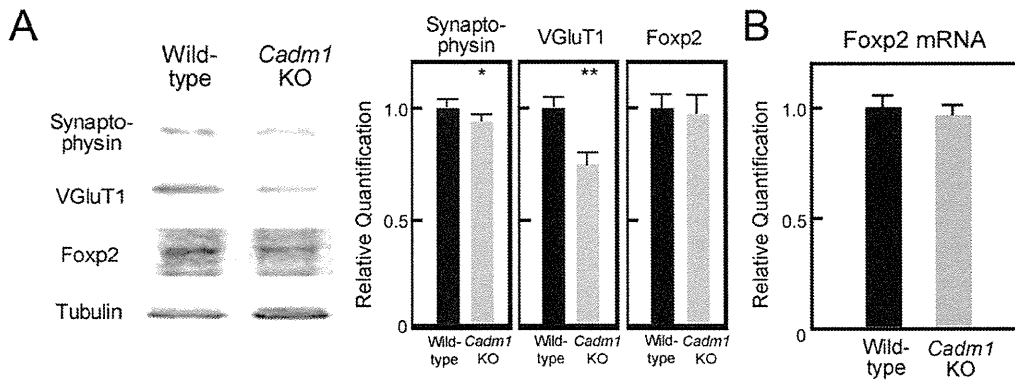 A
Wild-
type
Cadm1
KO
Synapto-
physin
VGluT1
Foxp2
Tubulin
Relative Quantification
1.0
0.5
0
Synapto-
physin
*
Wild-
type
Cadm1
KO
VGluT1
**
Wild-
type
Cadm1
KO
Foxp2
Wild-
type
Cadm1
KO
B
Foxp2 mRNA
Relative Quantification
1.0
0.5
0
Wild-
type
Cadm1
KO